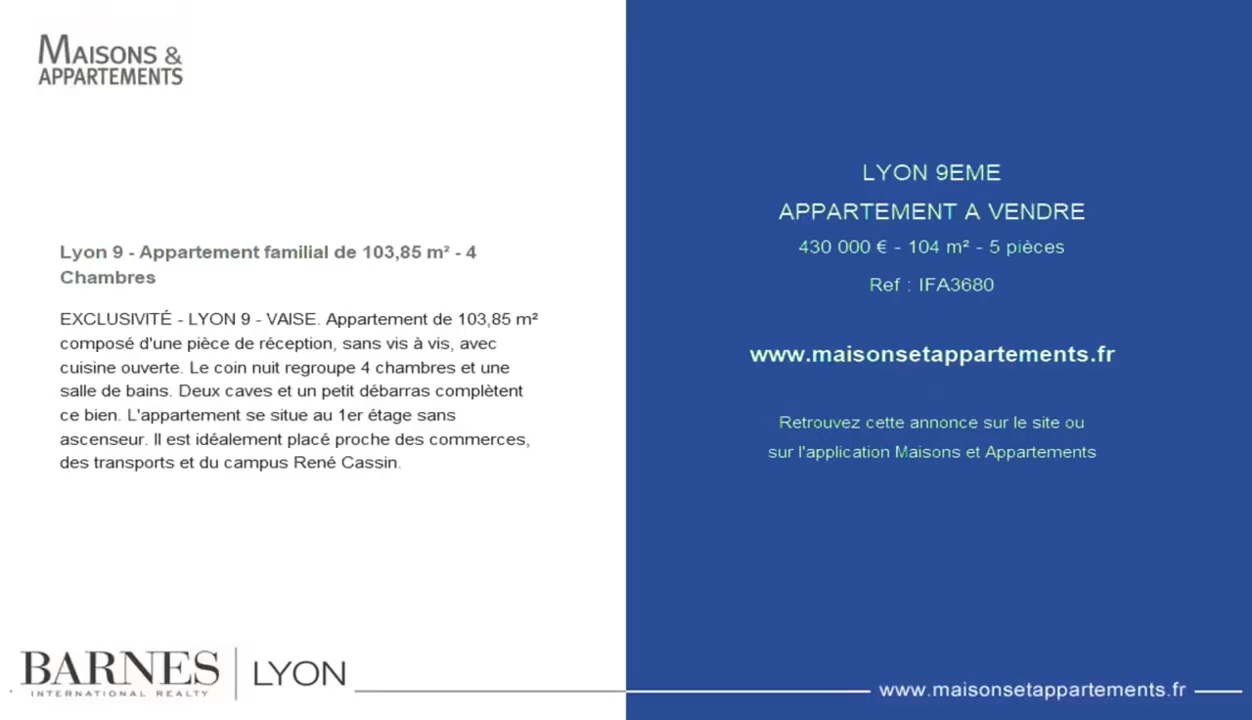 MAISONS &
APPARTEMENTS
Lyon 9 - Appartement familial de 103,85 m² - 4
Chambres
EXCLUSIVITÉ - LYON 9 - VAISE. Appartement de 103,85 m²
composé d'une pièce de réception, sans vis à vis, avec
cuisine ouverte. Le coin nuit regroupe 4 chambres et une
salle de bains. Deux caves et un petit débarras complètent
ce bien. L'appartement se situe au 1er étage sans
ascenseur. Il est idéalement placé proche des commerces,
des transports et du campus René Cassin.
BARNES
INTERNATIONAL REALTY
LYON
LYON 9EME
APPARTEMENT A VENDRE
430 000 € - 104 m² - 5 pièces
Ref : IFA3680
www.maisonsetappartements.fr
Retrouvez cette annonce sur le site ou
sur l'application Maisons et Appartements
www.maisonsetappartements.fr